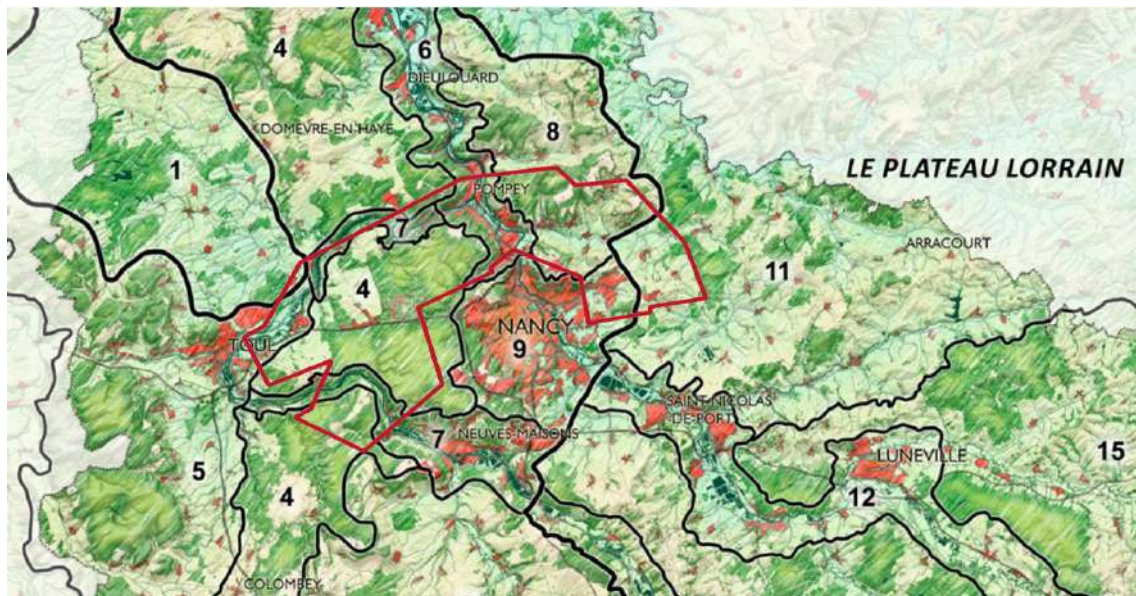 4
6
DIEULOUARD
DOMEVRE-EN-HAYE
8
1
LE PLATEAU LORRAIN
POMPEY
7
ARRACOURT
11
4
TOUL
NANCY
9
SAINT-NICOLAS
-DE-PORT
7
NEUVES-MAISONS
LUNEVILLE
15
5
4
12
COLOMBEY